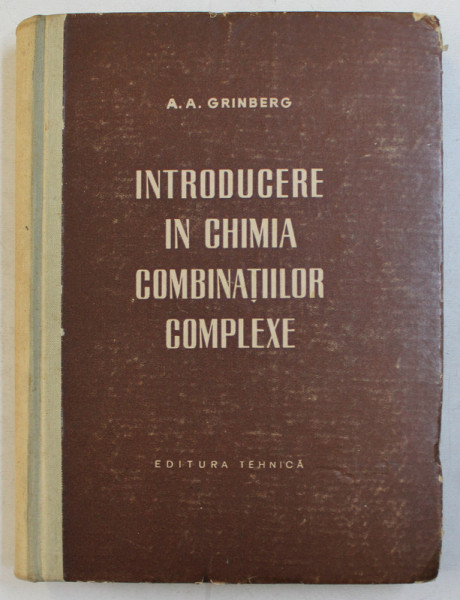 A. A. GRINBERG
INTRODUCERE
IN CHIMIA
COMBINAȚIILOR
COMPLEXE
EDITURA TEHNICĂ